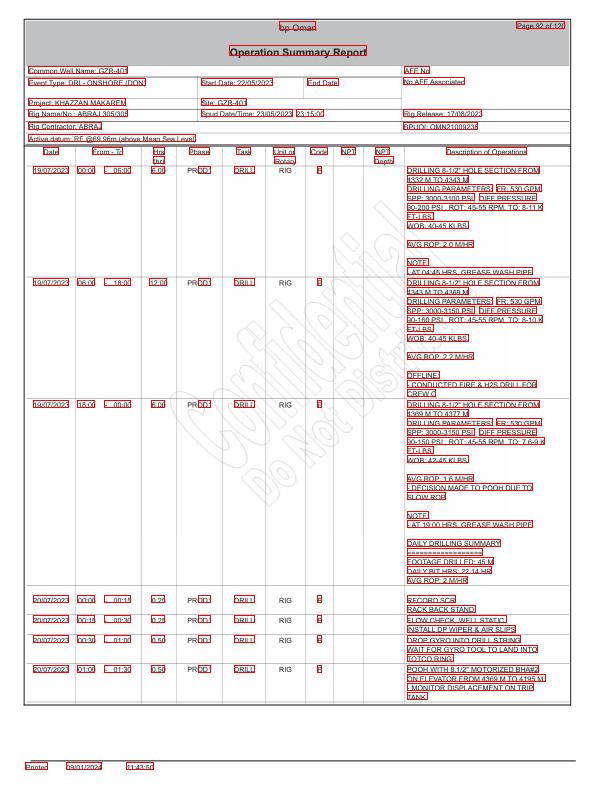 bp Oman
Page 92 of 120
Operation Summary Report
Common Well Name: GZR-401
AFE No
Event Type: DRL- ONSHORE (DON)
Start Date: 22/05/2023
End Date:
No AFE Associated
Project: KHAZZAN MAKAREM
Site: GZR-401
Rig Name/No.: ABRAJ 305/305
Spud Date/Time: 23/05/2023 23:15:00
Rig Release: 17/08/2023
Rig Contractor: ABRAJ
BPUOI: OMN21009236
Active datum: RF @69.96m (above Mean Sea Level)
Date From - To Hrs Phase Task Unit or Code NPT NPT Description of Operations
(hr) Rotary Depth
19/07/2023 00:00 - 06:00 6.00 PROD1 DRILL RIG P DRILLING 8-1/2" HOLE SECTION FROM
4332 M TO 4343 M
DRILLING PARAMETERS: FR: 530 GPM
SPP: 3000-3100 PSI DIFF PRESSURE
90-200 PSI , ROT: 45-55 RPM, TQ: 8-11 K
FT-LBS
WOB: 40-45 KLBS
AVG ROP: 2.0 M/HR
NOTE:
- AT 04:45 HRS, GREASE WASH PIPE
19/07/2023 06:00 - 18:00 12.00 PROD1 DRILL RIG P DRILLING 8-1/2" HOLE SECTION FROM
4343 M TO 4369 M
DRILLING PARAMETERS: FR: 530 GPM
SPP: 3000-3150 PSI DIFF PRESSURE
90-160 PSI , ROT: 45-55 RPM, TQ: 8-10 K
FT-LBS
WOB: 40-45 KLBS
AVG ROP: 2.2 M/HR
OFFLINE:
- CONDUCTED FIRE & H2S DRILL FOR
CREW C
19/07/2023 18:00 - 00:00 6.00 PROD1 DRILL RIG P DRILLING 8-1/2" HOLE SECTION FROM
4369 M TO 4377 M
DRILLING PARAMETERS: FR: 530 GPM
SPP: 3000-3150 PSI DIFF PRESSURE
90-150 PSI , ROT: 45-55 RPM, TQ: 7.6-9 K
FT-LBS
WOB: 42-45 KLBS
AVG ROP: 1.6 M/HR
- DECISION MADE TO POOH DUE TO
SLOW ROP
NOTE:
- AT 19:00 HRS, GREASE WASH PIPE
DAILY DRILLING SUMMARY
==================
FOOTAGE DRILLED: 45 M
DAILY BIT HRS: 22.14 HR
AVG ROP: 2 M/HR
20/07/2023 00:00 - 00:15 0.25 PROD1 DRILL RIG P RECORD SCR
RACK BACK STAND
20/07/2023 00:15 - 00:30 0.25 PROD1 DRILL RIG P FLOW CHECK, WELL STATIC
INSTALL DP WIPER & AIR SLIPS
20/07/2023 00:30 - 01:00 0.50 PROD1 DRILL RIG P DROP GYRO INTO DRILL STRING
WAIT FOR GYRO TOOL TO LAND INTO
TOTCO RING
20/07/2023 01:00 - 01:30 0.50 PROD1 DRILL RIG P POOH WITH 8.1/2" MOTORIZED BHA#2
ON ELEVATOR FROM 4369 M TO 4195 M
- MONITOR DISPLACEMENT ON TRIP
TANK
Confidential
Do Not Distribute
Printed 09/01/2024 11:43:50